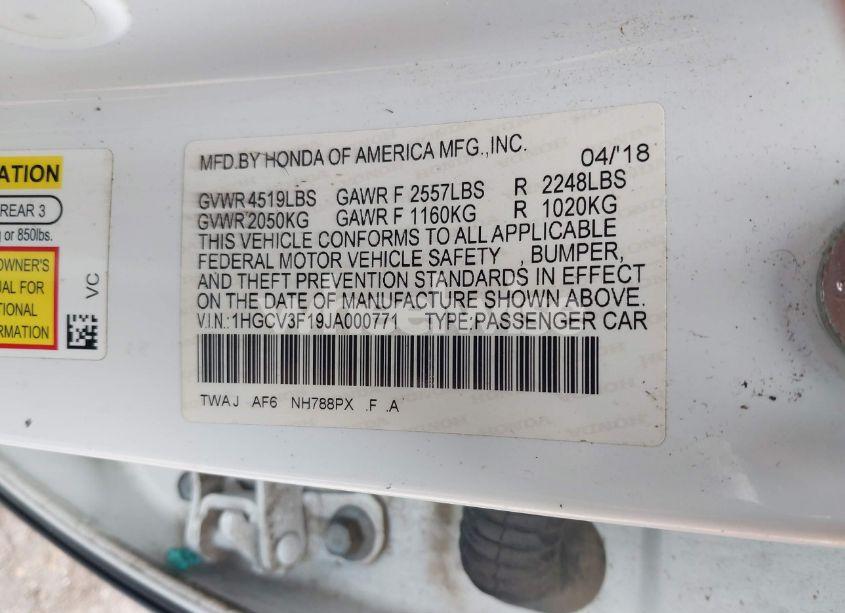 ATION
REAR 3
g or 850lbs.
OWNER'S
UAL FOR
TIONAL
ORMATION
VC
MFD.BY HONDA OF AMERICA MFG.,INC. 04/'18
GVWR 4519LBS GAWR F 2557LBS R 2248LBS
GVWR 2050KG GAWR F 1160KG R 1020KG
THIS VEHICLE CONFORMS TO ALL APPLICABLE
FEDERAL MOTOR VEHICLE SAFETY , BUMPER,
AND THEFT PREVENTION STANDARDS IN EFFECT
ON THE DATE OF MANUFACTURE SHOWN ABOVE.
V.I.N.:1HGCV3F19JA000771 TYPE:PASSENGER CAR
TWAJ AF6 NH788PX .F .A